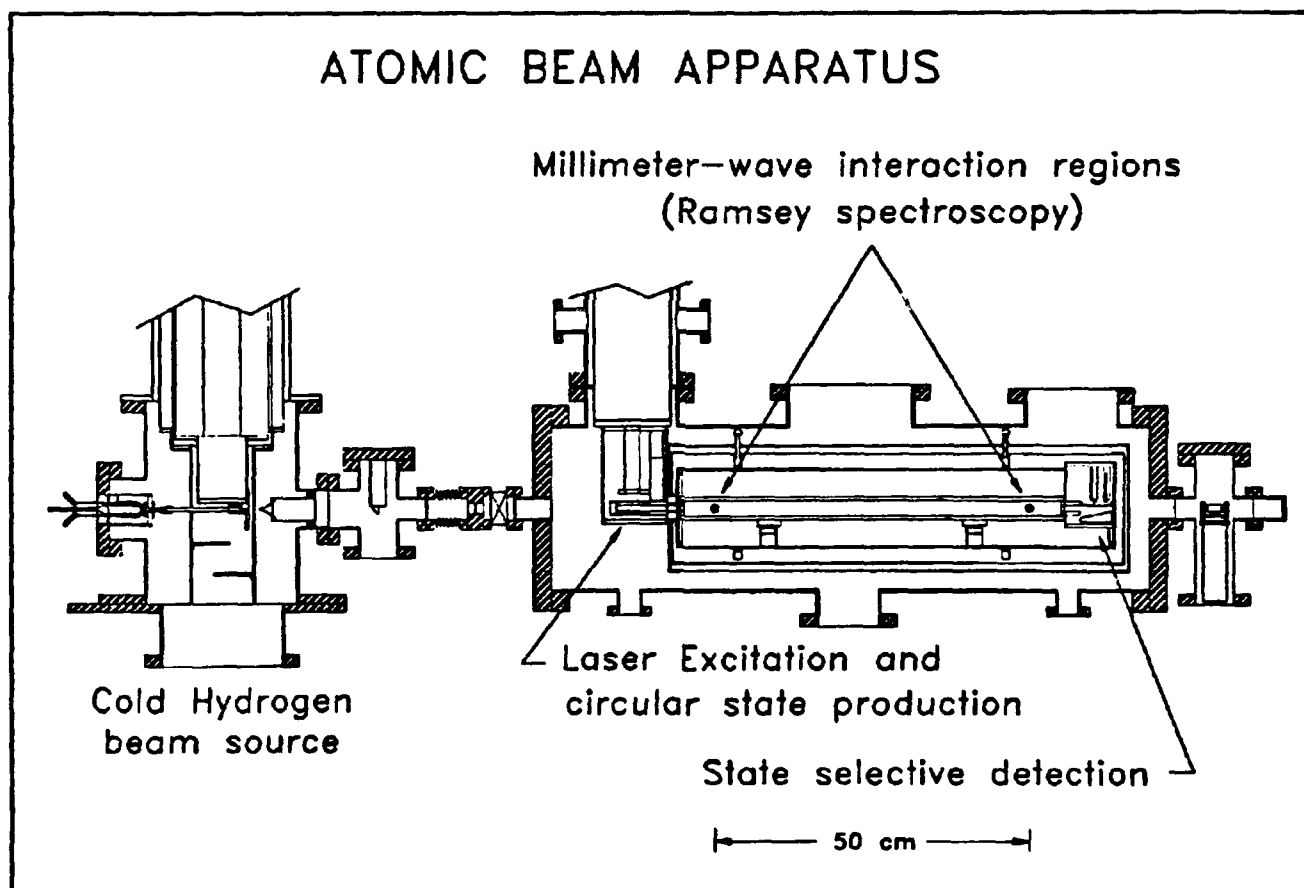 ATOMIC BEAM APPARATUS
Millimeter-wave interaction regions
(Ramsey spectroscopy)
Laser Excitation and
circular state production
Cold Hydrogen
beam source
State selective detection
50 cm